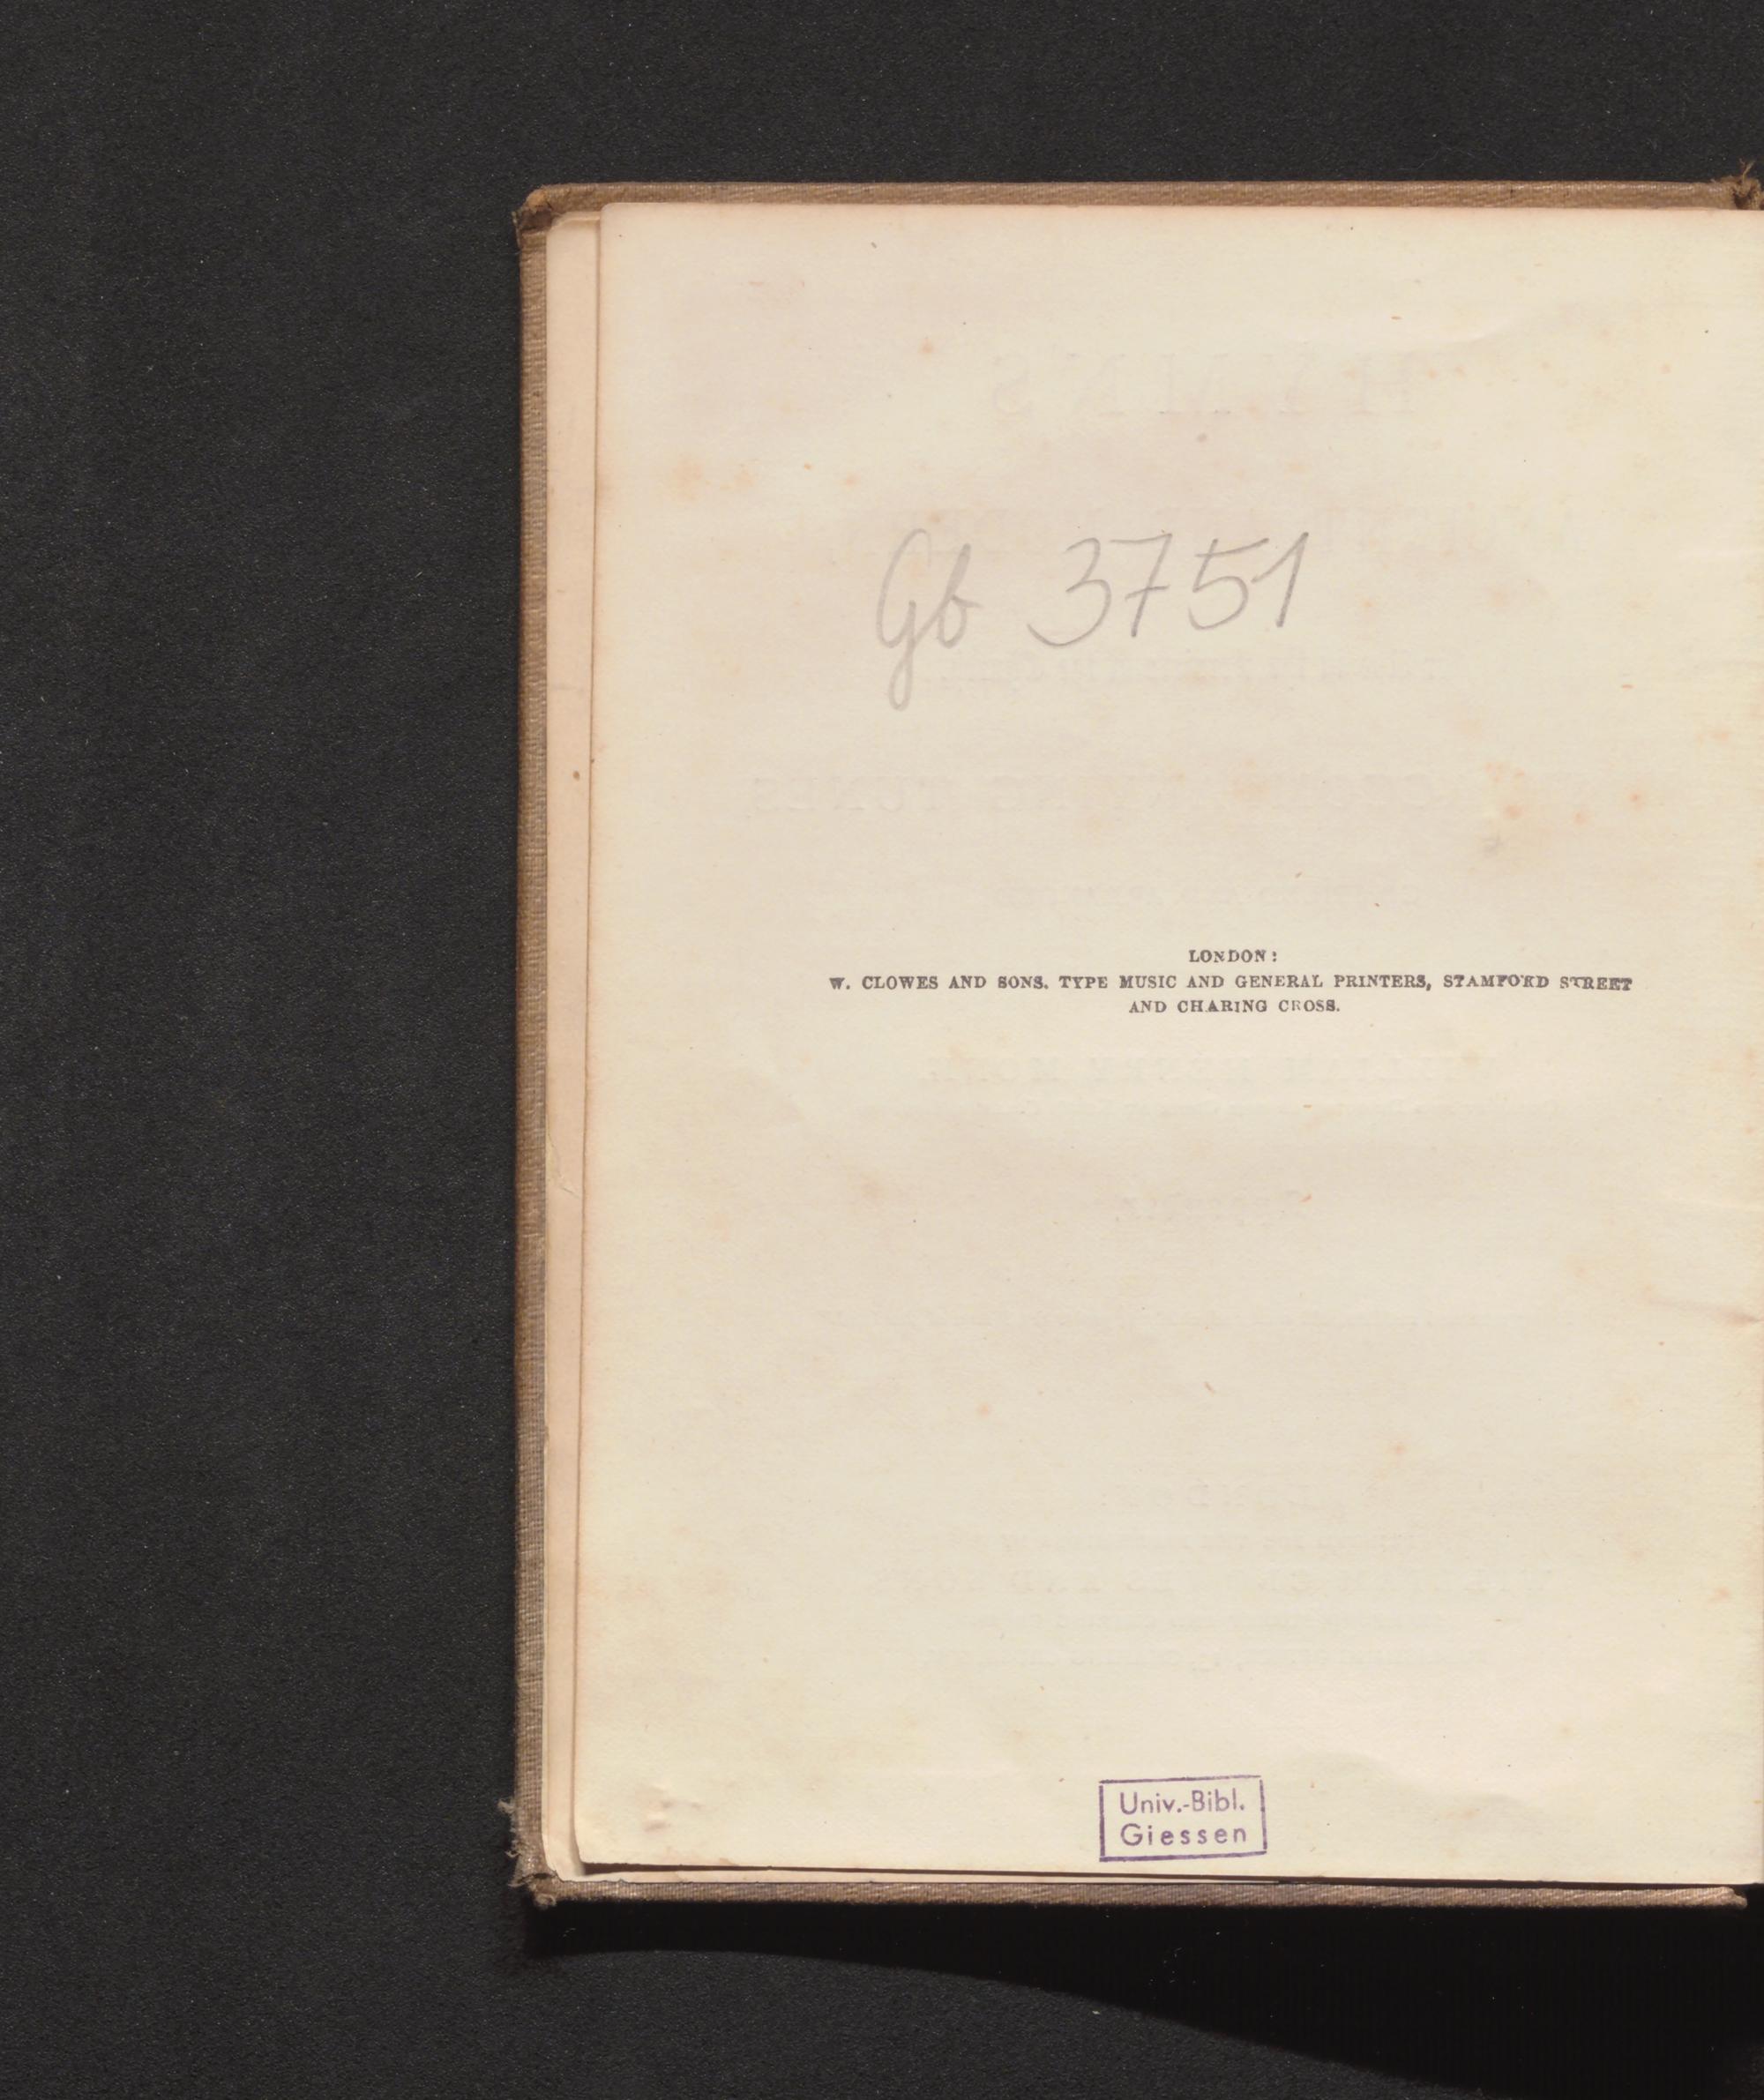 Gb 3751
LONDON:
W. CLOWES AND SONS. TYPE MUSIC AND GENERAL PRINTERS, STAMFORD STREET
AND CHARING CROSS.
Univ.-Bibl.
Giessen